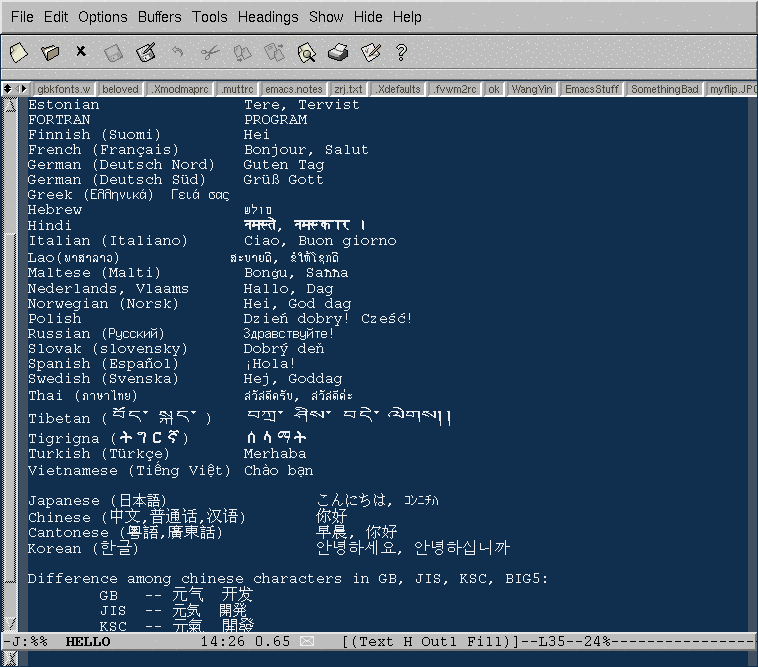 File Edit Options Buffers Tools Headings Show Hide Help
gbkfonts.w beloved .Xmodmaprc .muttrc emacs.notes zrj.txt .Xdefaults .fvwm2rc ok WangYin EmacsStuff SomethingBad myflip.JPG
Estonian Tere, Tervist
FORTRAN PROGRAM
Finnish (Suomi) Hei
French (Français) Bonjour, Salut
German (Deutsch Nord) Guten Tag
German (Deutsch Süd) Grüß Gott
Greek (Ελληνικά) Γειά σας
Hebrew שלום
Hindi नमस्ते, नमस्कार ।
Italian (Italiano) Ciao, Buon giorno
Lao(ພາສາລາວ) ສະບາຍດີ, ຂໍໃຫ້ໂຊກດີ
Maltese (Malti) Bonġu, Saħħa
Nederlands, Vlaams Hallo, Dag
Norwegian (Norsk) Hei, God dag
Polish Dzień dobry! Cześć!
Russian (Русский) Здравствуйте!
Slovak (slovensky) Dobrý deň
Spanish (Español) ¡Hola!
Swedish (Svenska) Hej, Goddag
Thai (ภาษาไทย) สวัสดีครับ, สวัสดีค่ะ
Tibetan (བོད་སྐད་) བཀྲ་ཤིས་བདེ་ལེགས།།
Tigrigna (ትግርኛ) ሰላማት
Turkish (Türkçe) Merhaba
Vietnamese (Tiếng Việt) Chào bạn
Japanese (日本語) こんにちは, ｺﾝﾆﾁﾊ
Chinese (中文,普通话,汉语) 你好
Cantonese (粵語,廣東話) 早晨, 你好
Korean (한글) 안녕하세요, 안녕하십니까
Difference among chinese characters in GB, JIS, KSC, BIG5:
GB -- 元气 开发
JIS -- 元気 開発
KSC -- 元氣 開發
-J:%% HELLO 14:26 0.65 [(Text H Outl Fill)]--L35--24%----------------